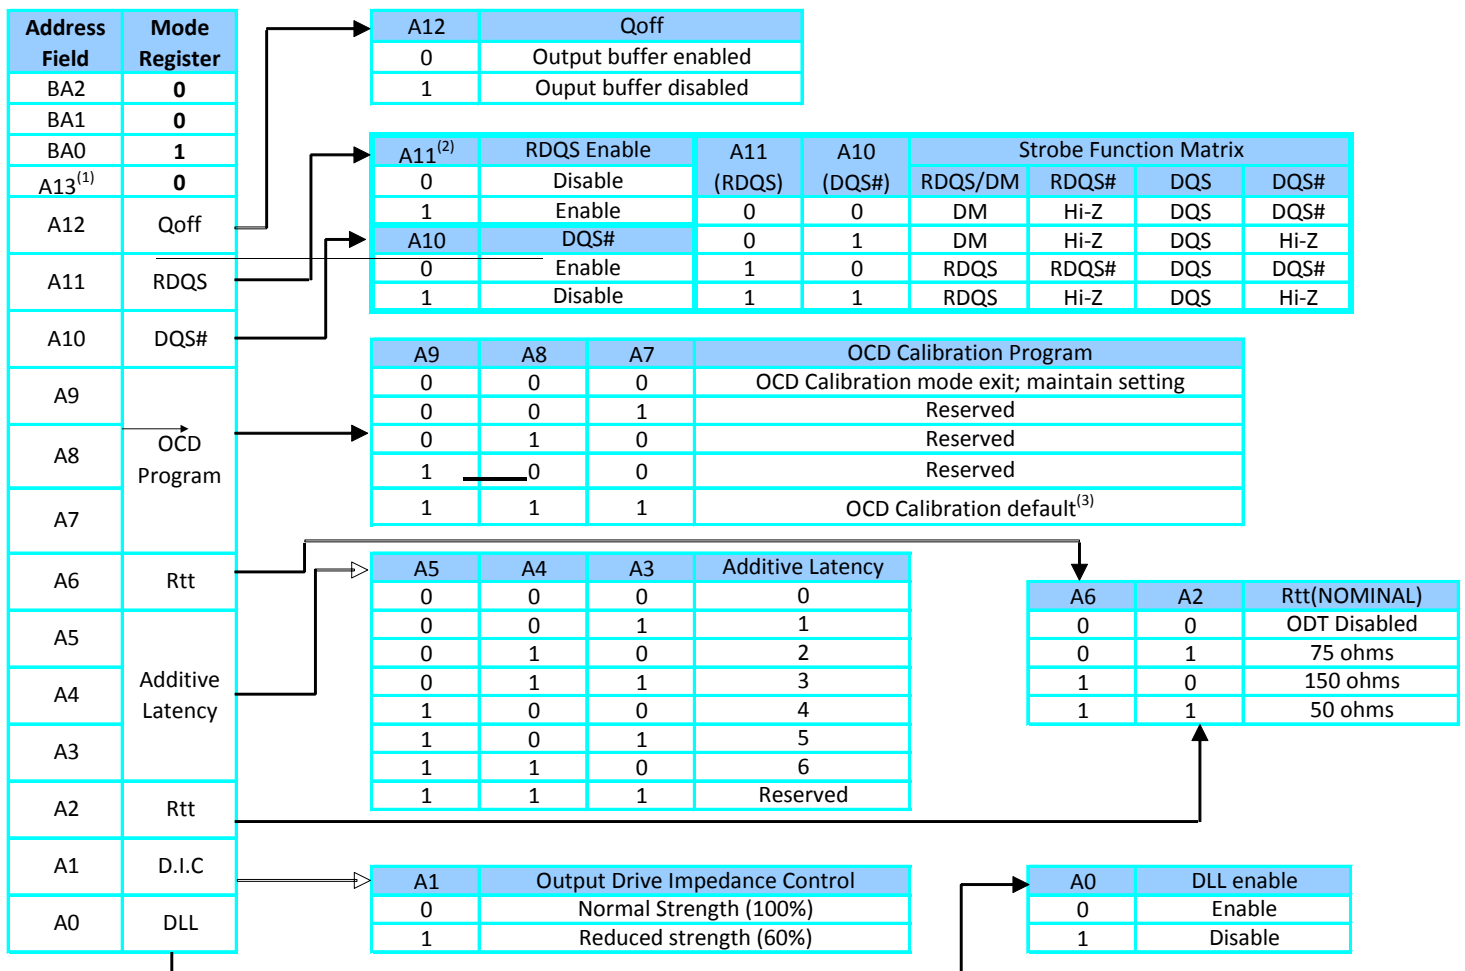 Address Field Mode Register
BA2 0
BA1 0
BA0 1
A13(1) 0
A12 Qoff
A11 RDQS
A10 DQS#
A9
A8
A7
OCD Program
A6 Rtt
A5
A4
A3
Additive Latency
A2 Rtt
A1 D.I.C
A0 DLL
A12 Qoff
0 Output buffer enabled
1 Ouput buffer disabled
A11(2) RDQS Enable
0 Disable
1 Enable
A10 DQS#
0 Enable
1 Disable
A11 (RDQS) A10 (DQS#) Strobe Function Matrix
RDQS/DM RDQS# DQS DQS#
0 0 DM Hi-Z DQS DQS#
0 1 DM Hi-Z DQS Hi-Z
1 0 RDQS RDQS# DQS DQS#
1 1 RDQS Hi-Z DQS Hi-Z
A9 A8 A7 OCD Calibration Program
0 0 0 OCD Calibration mode exit; maintain setting
0 0 1 Reserved
0 1 0 Reserved
1 0 0 Reserved
1 1 1 OCD Calibration default(3)
A5 A4 A3 Additive Latency
0 0 0 0
0 0 1 1
0 1 0 2
0 1 1 3
1 0 0 4
1 0 1 5
1 1 0 6
1 1 1 Reserved
A6 A2 Rtt(NOMINAL)
0 0 ODT Disabled
0 1 75 ohms
1 0 150 ohms
1 1 50 ohms
A1 Output Drive Impedance Control
0 Normal Strength (100%)
1 Reduced strength (60%)
A0 DLL enable
0 Enable
1 Disable